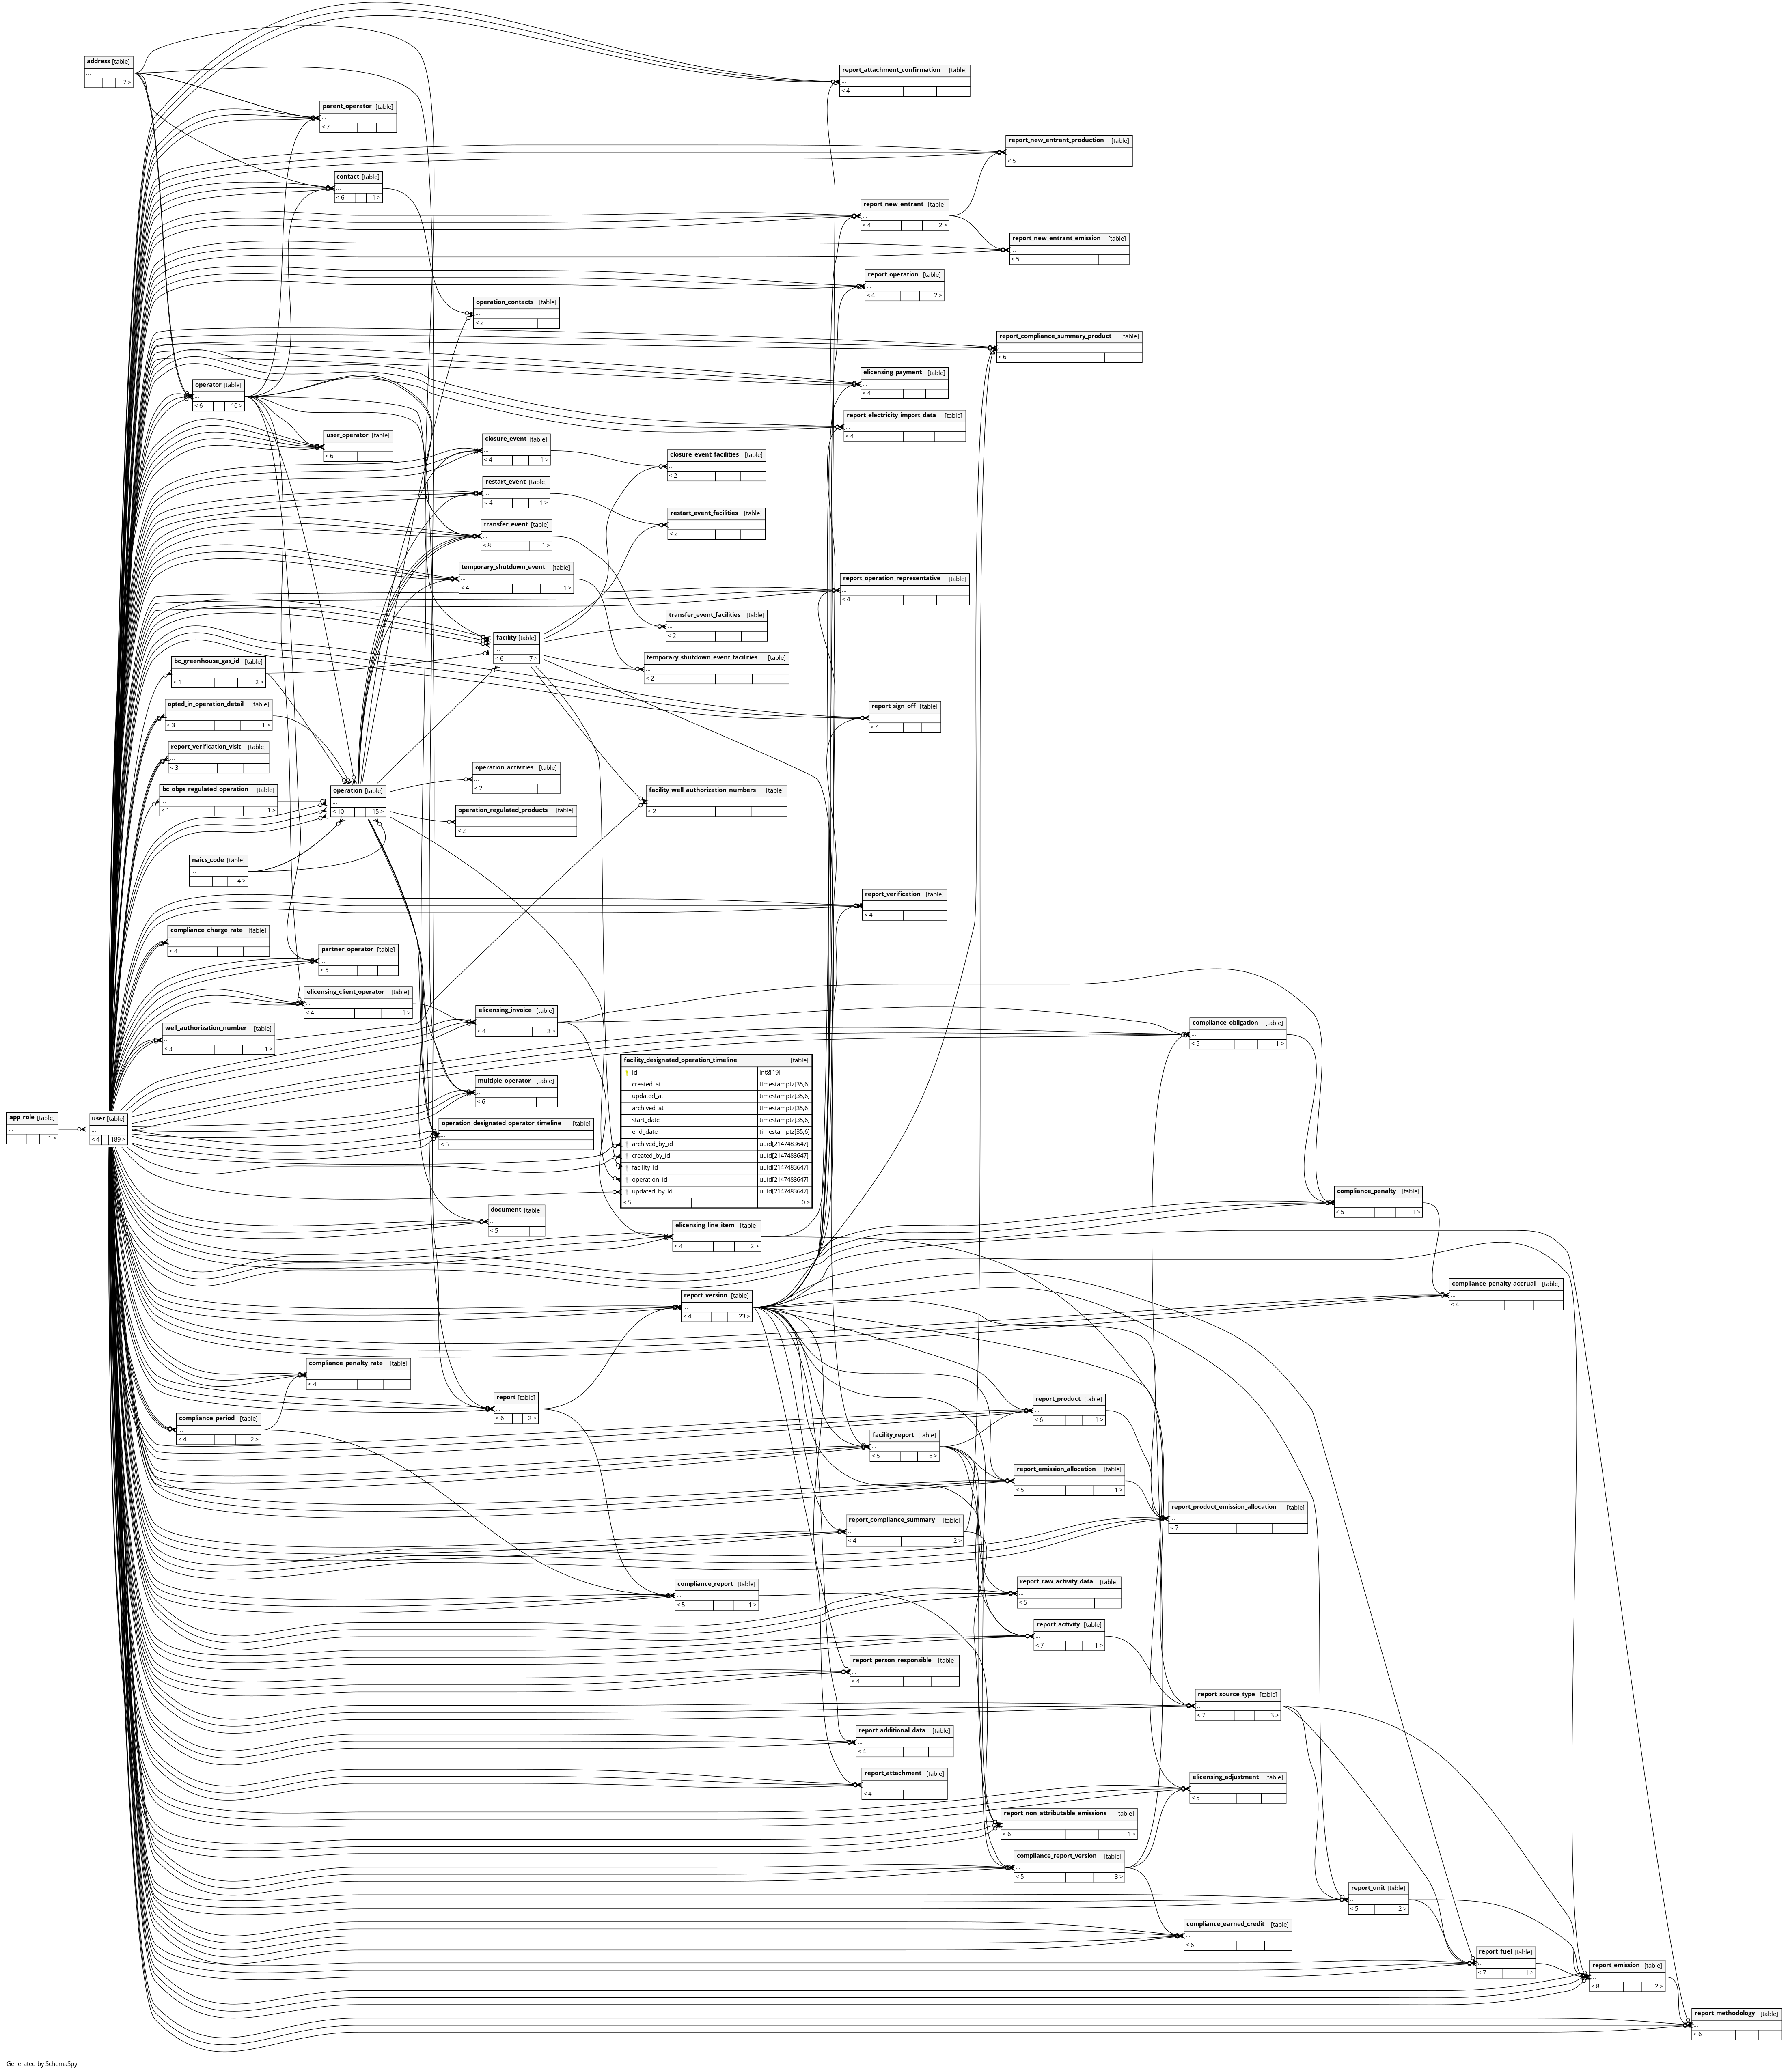 address [table]
...
7 >
report_attachment_confirmation [table]
...
< 4
parent_operator [table]
...
< 7
report_new_entrant_production [table]
...
< 5
contact [table]
...
< 6 1 >
report_new_entrant [table]
...
< 4 2 >
report_new_entrant_emission [table]
...
< 5
report_operation [table]
...
< 4 2 >
operation_contacts [table]
...
< 2
report_compliance_summary_product [table]
...
< 6
elicensing_payment [table]
...
< 4
operator [table]
...
< 6 10 >
report_electricity_import_data [table]
...
< 4
user_operator [table]
...
< 6
closure_event [table]
...
< 4 1 >
closure_event_facilities [table]
...
< 2
restart_event [table]
...
< 4 1 >
restart_event_facilities [table]
...
< 2
transfer_event [table]
...
< 8 1 >
temporary_shutdown_event [table]
...
< 4 1 >
report_operation_representative [table]
...
< 4
transfer_event_facilities [table]
...
< 2
facility [table]
...
< 6 7 >
temporary_shutdown_event_facilities [table]
...
< 2
bc_greenhouse_gas_id [table]
...
< 1 2 >
opted_in_operation_detail [table]
...
< 3 1 >
report_sign_off [table]
...
< 4
report_verification_visit [table]
...
< 3
operation_activities [table]
...
< 2
bc_obps_regulated_operation [table]
...
< 1 1 >
operation [table]
...
< 10 15 >
facility_well_authorization_numbers [table]
...
< 2
operation_regulated_products [table]
...
< 2
naics_code [table]
...
4 >
report_verification [table]
...
< 4
compliance_charge_rate [table]
...
< 4
partner_operator [table]
...
< 5
elicensing_client_operator [table]
...
< 4 1 >
elicensing_invoice [table]
...
< 4 3 >
compliance_obligation [table]
...
< 5 1 >
well_authorization_number [table]
...
< 3 1 >
facility_designated_operation_timeline [table]
id int8[19]
created_at timestamptz[35,6]
updated_at timestamptz[35,6]
archived_at timestamptz[35,6]
start_date timestamptz[35,6]
end_date timestamptz[35,6]
archived_by_id uuid[2147483647]
created_by_id uuid[2147483647]
facility_id uuid[2147483647]
operation_id uuid[2147483647]
updated_by_id uuid[2147483647]
< 5 0 >
multiple_operator [table]
...
< 6
app_role [table]
...
1 >
user [table]
...
< 4 189 >
operation_designated_operator_timeline [table]
...
< 5
compliance_penalty [table]
...
< 5 1 >
document [table]
...
< 5
elicensing_line_item [table]
...
< 4 2 >
compliance_penalty_accrual [table]
...
< 4
report_version [table]
...
< 4 23 >
compliance_penalty_rate [table]
...
< 4
report [table]
...
< 6 2 >
report_product [table]
...
< 6 1 >
compliance_period [table]
...
< 4 2 >
facility_report [table]
...
< 5 6 >
report_emission_allocation [table]
...
< 5 1 >
report_product_emission_allocation [table]
...
< 7
report_compliance_summary [table]
...
< 4 2 >
report_raw_activity_data [table]
...
< 5
compliance_report [table]
...
< 5 1 >
report_activity [table]
...
< 7 1 >
report_person_responsible [table]
...
< 4
report_source_type [table]
...
< 7 3 >
report_additional_data [table]
...
< 4
report_attachment [table]
...
< 4
elicensing_adjustment [table]
...
< 5
report_non_attributable_emissions [table]
...
< 6 1 >
compliance_report_version [table]
...
< 5 3 >
report_unit [table]
...
< 5 2 >
compliance_earned_credit [table]
...
< 6
report_fuel [table]
...
< 7 1 >
report_emission [table]
...
< 8 2 >
report_methodology [table]
...
< 6
Generated by SchemaSpy